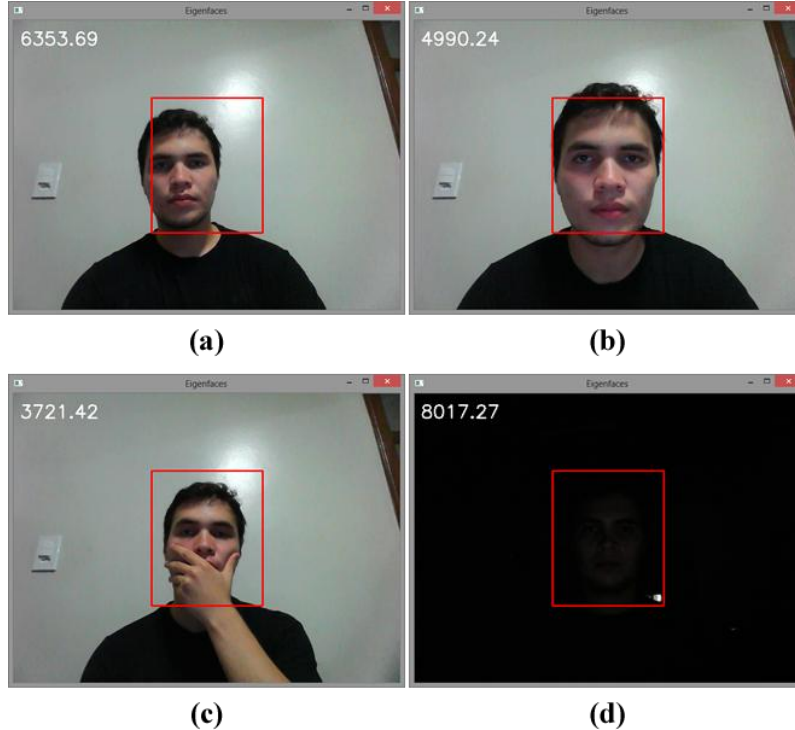 Eigenfaces
6353.69
(a)
Eigenfaces
4990.24
(b)
Eigenfaces
3721.42
(c)
Eigenfaces
8017.27
(d)